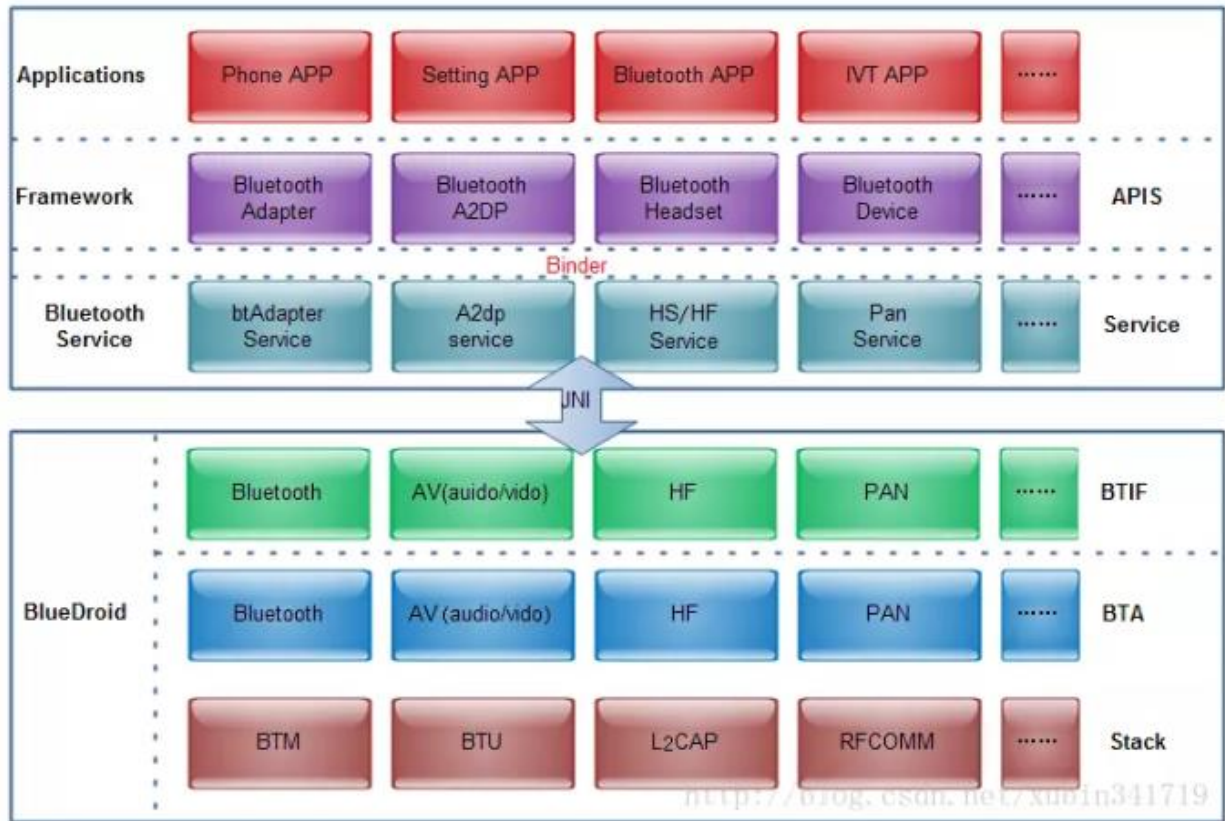 Applications
Phone APP
Setting APP
Bluetooth APP
IVT APP
······
Framework
Bluetooth
Adapter
Bluetooth
A2DP
Bluetooth
Headset
Bluetooth
Device
······
APIS
Binder
Bluetooth
Service
btAdapter
Service
A2dp
service
HS/HF
Service
Pan
Service
······
Service
JNI
Bluetooth
AV(auido/vido)
HF
PAN
······
BTIF
BlueDroid
Bluetooth
AV (audio/vido)
HF
PAN
······
BTA
BTM
BTU
L2CAP
RFCOMM
······
Stack
http://blog.csdn.net/xubin341719